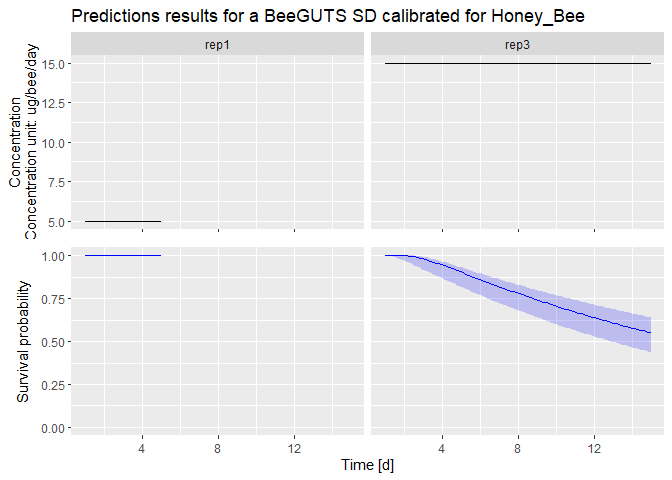 Predictions results for a BeeGUTS SD calibrated for Honey_Bee
rep1
rep3
Concentration
Concentration unit: ug/bee/day
15.0
12.5
10.0
7.5
5.0
Survival probability
1.00
0.75
0.50
0.25
0.00
4
8
12
4
8
12
Time [d]